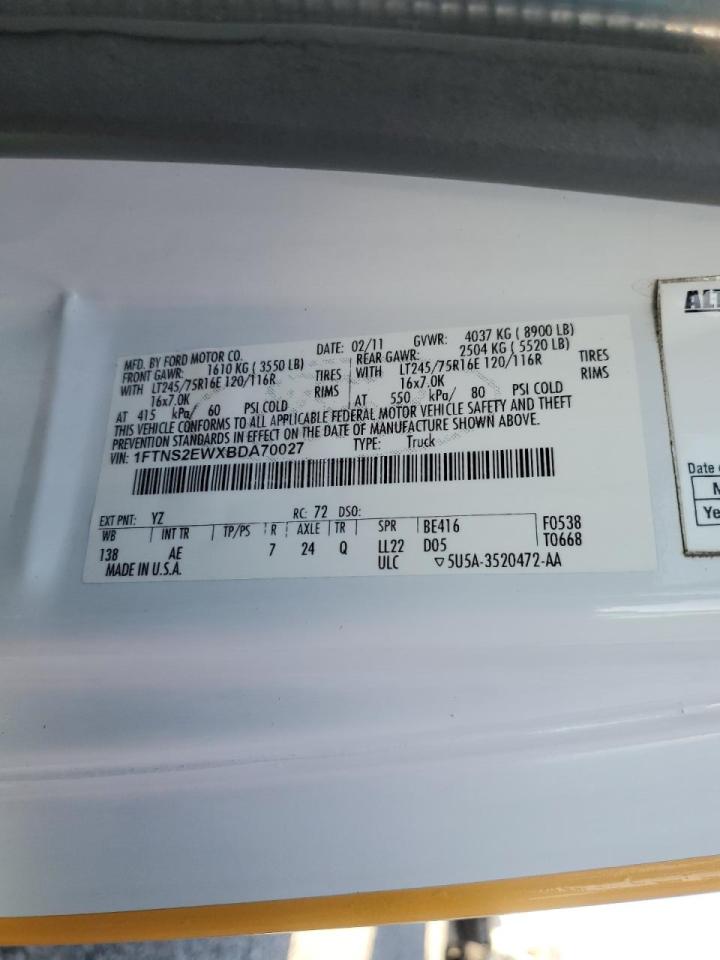 MFD. BY FORD MOTOR CO. DATE: 02/11 GVWR: 4037 KG ( 8900 LB)
FRONT GAWR: 1610 KG ( 3550 LB) REAR GAWR: 2504 KG ( 5520 LB)
WITH LT245/75R16E 120/116R TIRES WITH LT245/75R16E 120/116R TIRES
16x7.0K RIMS 16x7.0K RIMS
AT 415 kPa/ 60 PSI COLD AT 550 kPa/ 80 PSI COLD
THIS VEHICLE CONFORMS TO ALL APPLICABLE FEDERAL MOTOR VEHICLE SAFETY AND THEFT
PREVENTION STANDARDS IN EFFECT ON THE DATE OF MANUFACTURE SHOWN ABOVE.
VIN: 1FTNS2EWXBDA70027 TYPE: Truck
EXT PNT: YZ RC: 72 DSO:
WB INT TR TP/PS R AXLE TR SPR BE416 F0538
138 AE 7 24 Q LL22 D05 T0668
MADE IN U.S.A. ULC ▽5U5A-3520472-AA
ALT
Date o
Ye